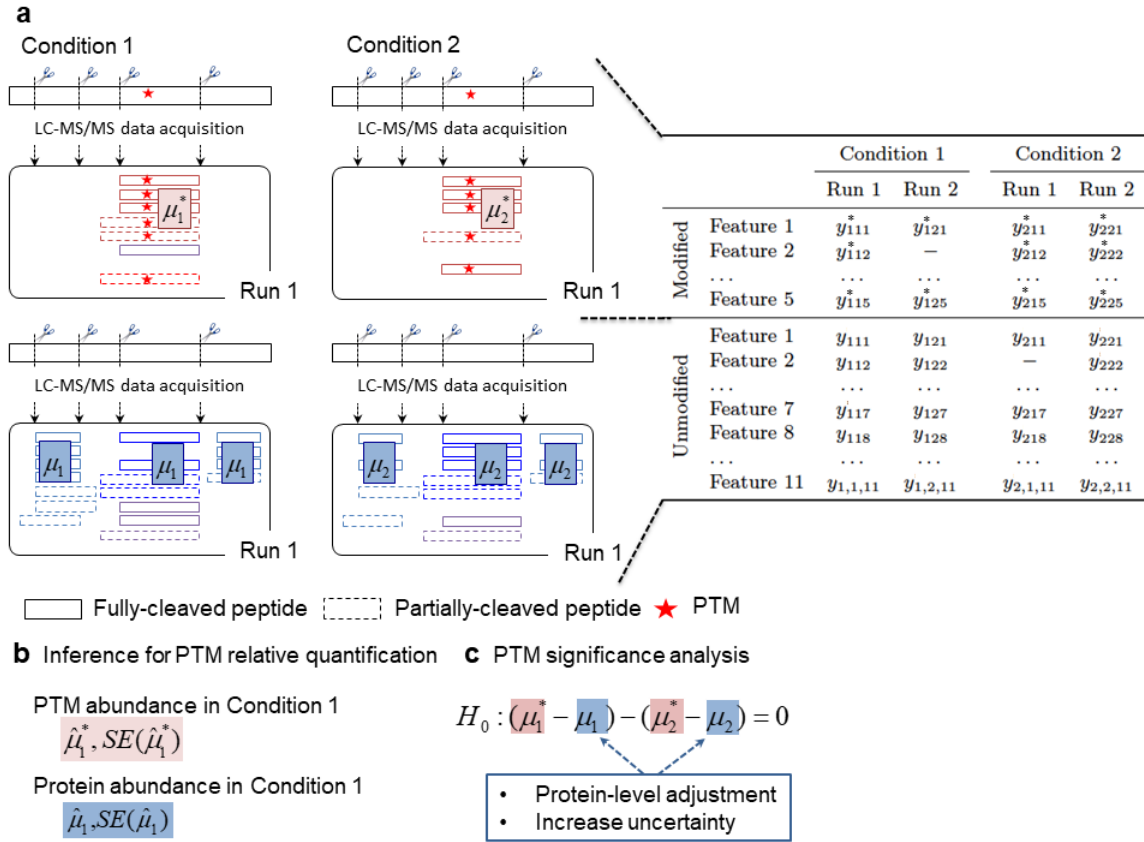 a
Condition 1
Condition 2
LC-MS/MS data acquisition
LC-MS/MS data acquisition
μ₁*
μ₂*
Run 1
Run 1
LC-MS/MS data acquisition
LC-MS/MS data acquisition
μ₁ μ₁ μ₁
μ₂ μ₂ μ₂
Run 1
Run 1
Condition 1 Condition 2
Run 1 Run 2 Run 1 Run 2
Modified
Feature 1 y*₁₁₁ y*₁₂₁ y*₂₁₁ y*₂₂₁
Feature 2 y*₁₁₂ – y*₂₁₂ y*₂₂₂
... ... ... ... ...
Feature 5 y*₁₁₅ y*₁₂₅ y*₂₁₅ y*₂₂₅
Unmodified
Feature 1 y₁₁₁ y₁₂₁ y₂₁₁ y₂₂₁
Feature 2 y₁₁₂ y₁₂₂ – y₂₂₂
... ... ... ... ...
Feature 7 y₁₁₇ y₁₂₇ y₂₁₇ y₂₂₇
Feature 8 y₁₁₈ y₁₂₈ y₂₁₈ y₂₂₈
... ... ... ... ...
Feature 11 y₁,₁,₁₁ y₁,₂,₁₁ y₂,₁,₁₁ y₂,₂,₁₁
Fully-cleaved peptide Partially-cleaved peptide ★ PTM
b Inference for PTM relative quantification
PTM abundance in Condition 1
μ̂₁*, SE(μ̂₁*)
Protein abundance in Condition 1
μ̂₁, SE(μ̂₁)
c PTM significance analysis
H₀ : (μ₁* − μ₁) − (μ₂* − μ₂) = 0
• Protein-level adjustment
• Increase uncertainty